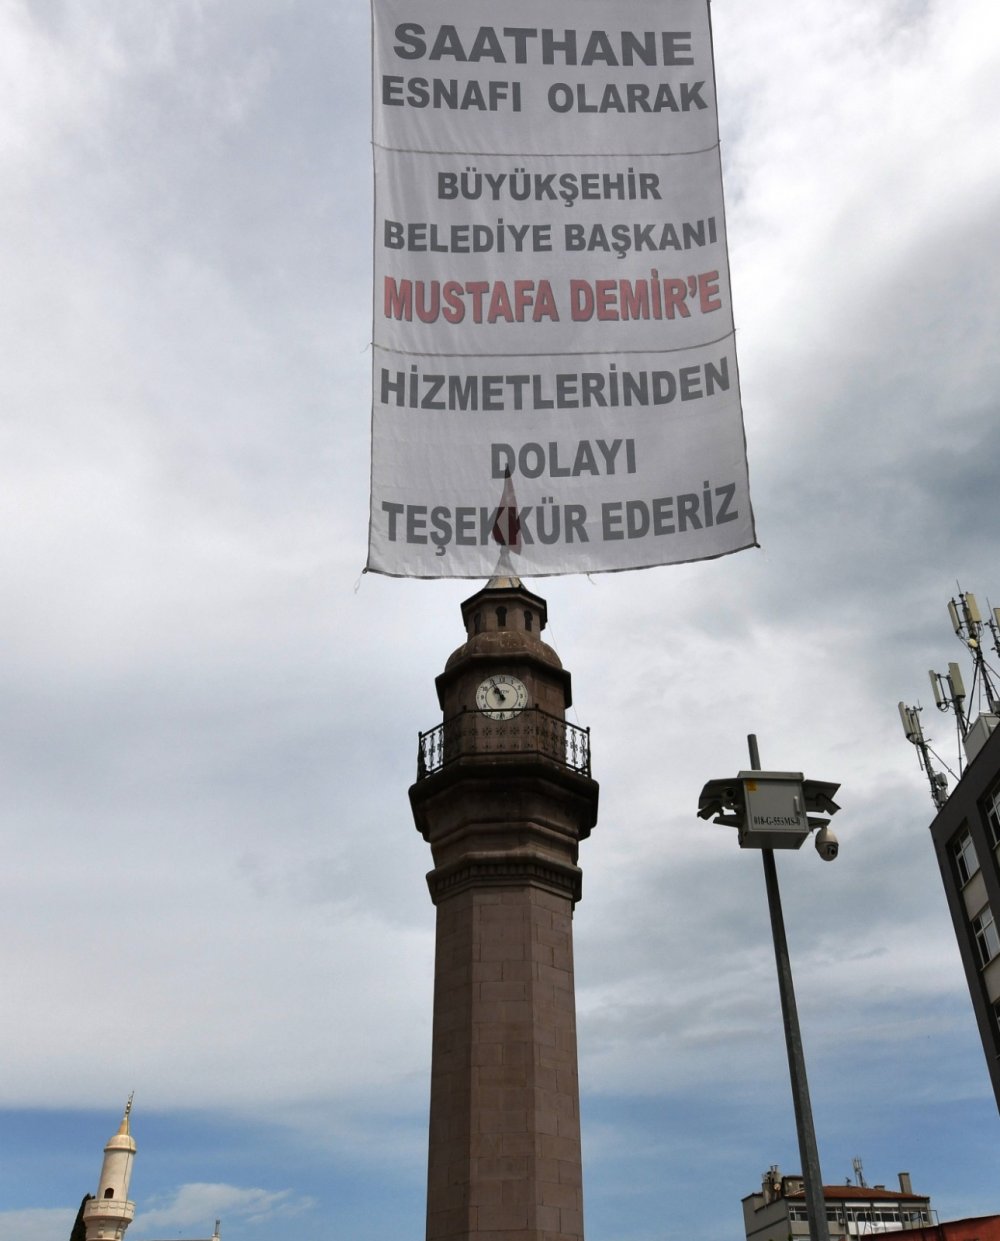 SAATHANE
ESNAFI OLARAK
BÜYÜKŞEHİR
BELEDİYE BAŞKANI
MUSTAFA DEMİR'E
HİZMETLERİNDEN
DOLAYI
TEŞEKKÜR EDERİZ